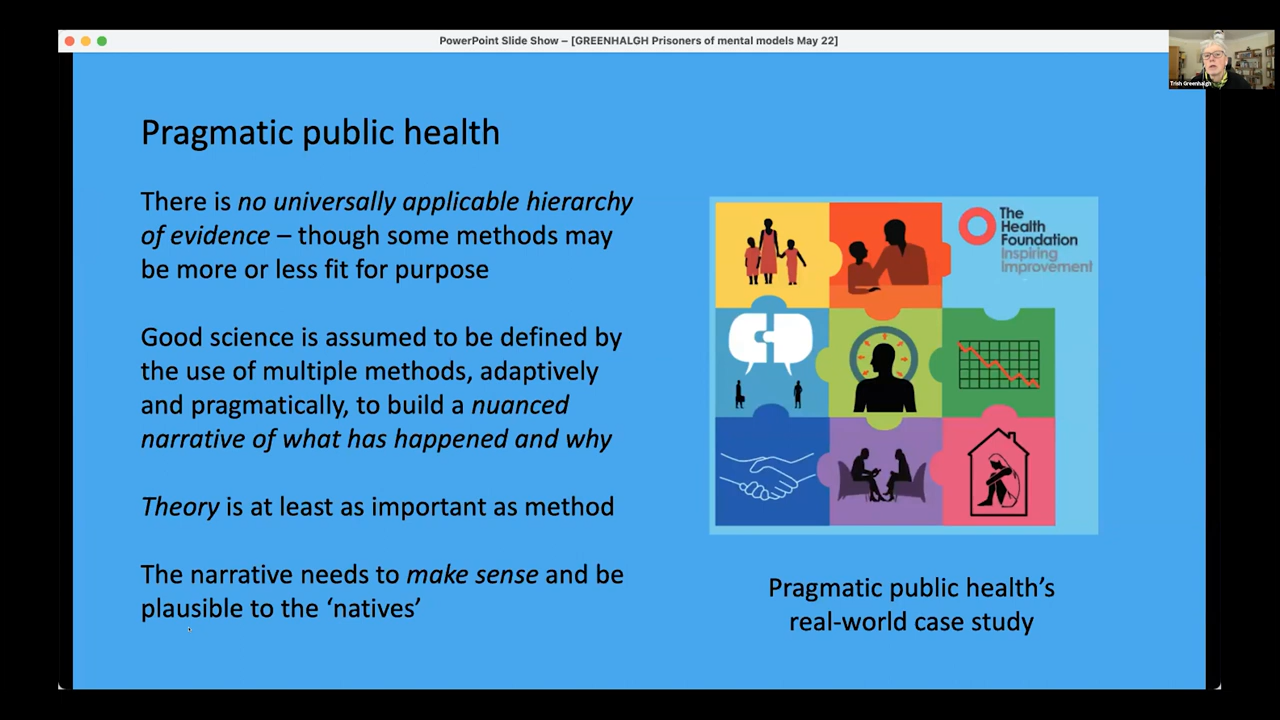 PowerPoint Slide Show – [GREENHALGH Prisoners of mental models May 22]
Trish Greenhalgh
Pragmatic public health
There is no universally applicable hierarchy
of evidence – though some methods may
be more or less fit for purpose
Good science is assumed to be defined by
the use of multiple methods, adaptively
and pragmatically, to build a nuanced
narrative of what has happened and why
Theory is at least as important as method
The narrative needs to make sense and be
plausible to the ‘natives’
The
Health
Foundation
Inspiring
Improvement
Pragmatic public health’s
real-world case study